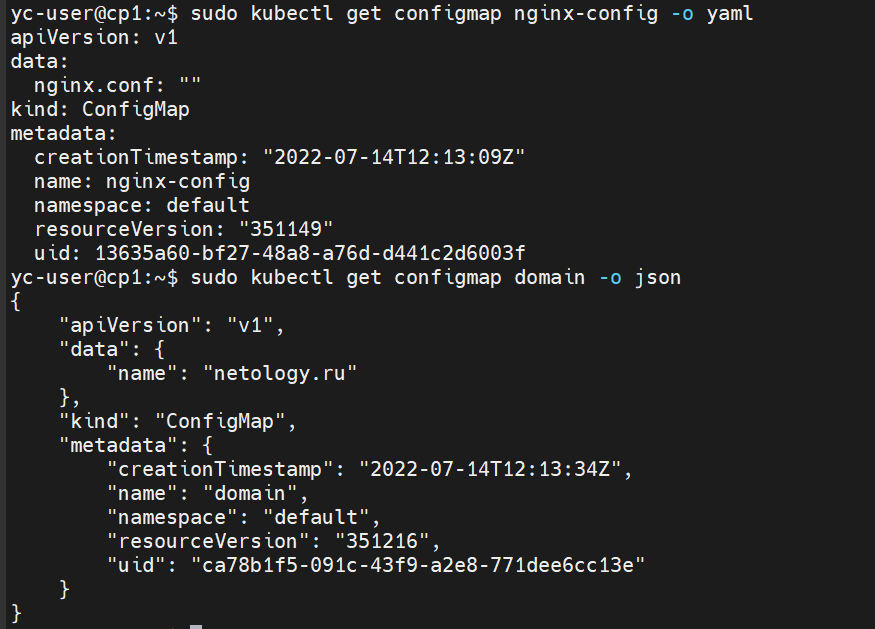 yc-user@cp1:~$ sudo kubectl get configmap nginx-config -o yaml
apiVersion: v1
data:
  nginx.conf: ""
kind: ConfigMap
metadata:
  creationTimestamp: "2022-07-14T12:13:09Z"
  name: nginx-config
  namespace: default
  resourceVersion: "351149"
  uid: 13635a60-bf27-48a8-a76d-d441c2d6003f
yc-user@cp1:~$ sudo kubectl get configmap domain -o json
{
    "apiVersion": "v1",
    "data": {
        "name": "netology.ru"
    },
    "kind": "ConfigMap",
    "metadata": {
        "creationTimestamp": "2022-07-14T12:13:34Z",
        "name": "domain",
        "namespace": "default",
        "resourceVersion": "351216",
        "uid": "ca78b1f5-091c-43f9-a2e8-771dee6cc13e"
    }
}